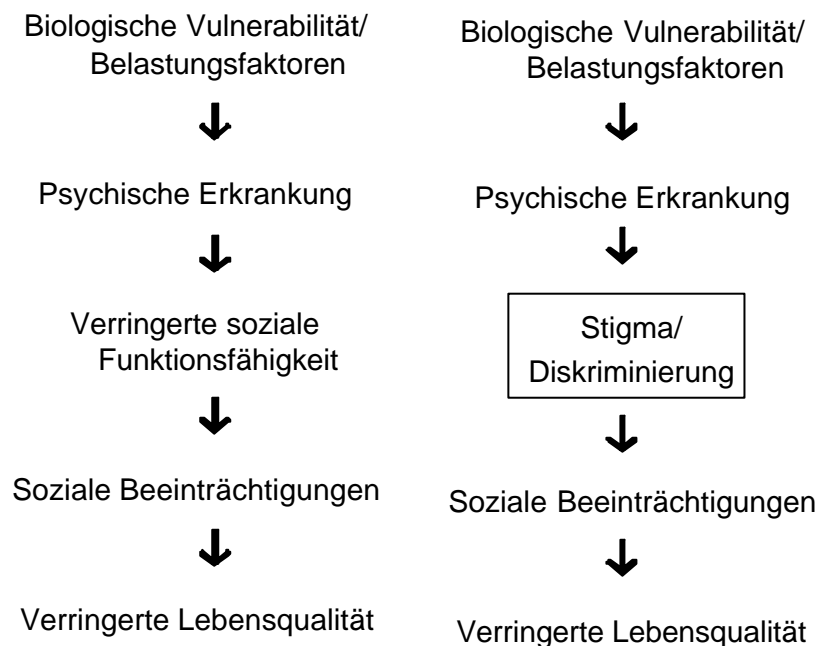 Biologische Vulnerabilität/
Belastungsfaktoren
Psychische Erkrankung
Verringerte soziale
Funktionsfähigkeit
Soziale Beeinträchtigungen
Verringerte Lebensqualität
Biologische Vulnerabilität/
Belastungsfaktoren
Psychische Erkrankung
Stigma/
Diskriminierung
Soziale Beeinträchtigungen
Verringerte Lebensqualität